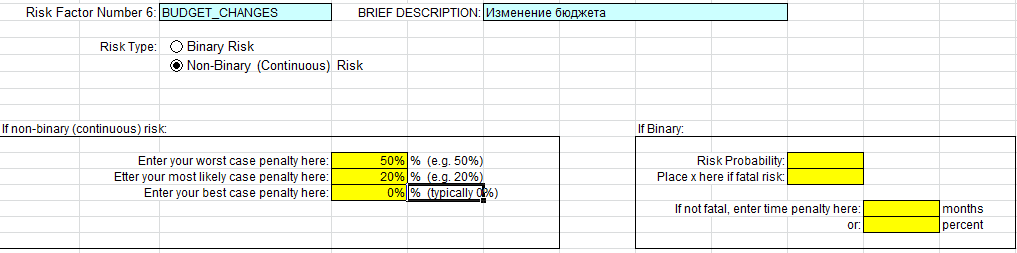 Risk Factor Number 6: BUDGET_CHANGES BRIEF DESCRIPTION: Изменение бюджета
Risk Type: Binary Risk
Non-Binary (Continuous) Risk
If non-binary (continuous) risk:
Enter your worst case penalty here: 50% % (e.g. 50%)
Etter your most likely case penalty here: 20% % (e.g. 20%)
Enter your best case penalty here: 0% % (typically 0%)
If Binary:
Risk Probability:
Place x here if fatal risk:
If not fatal, enter time penalty here: months
or: percent